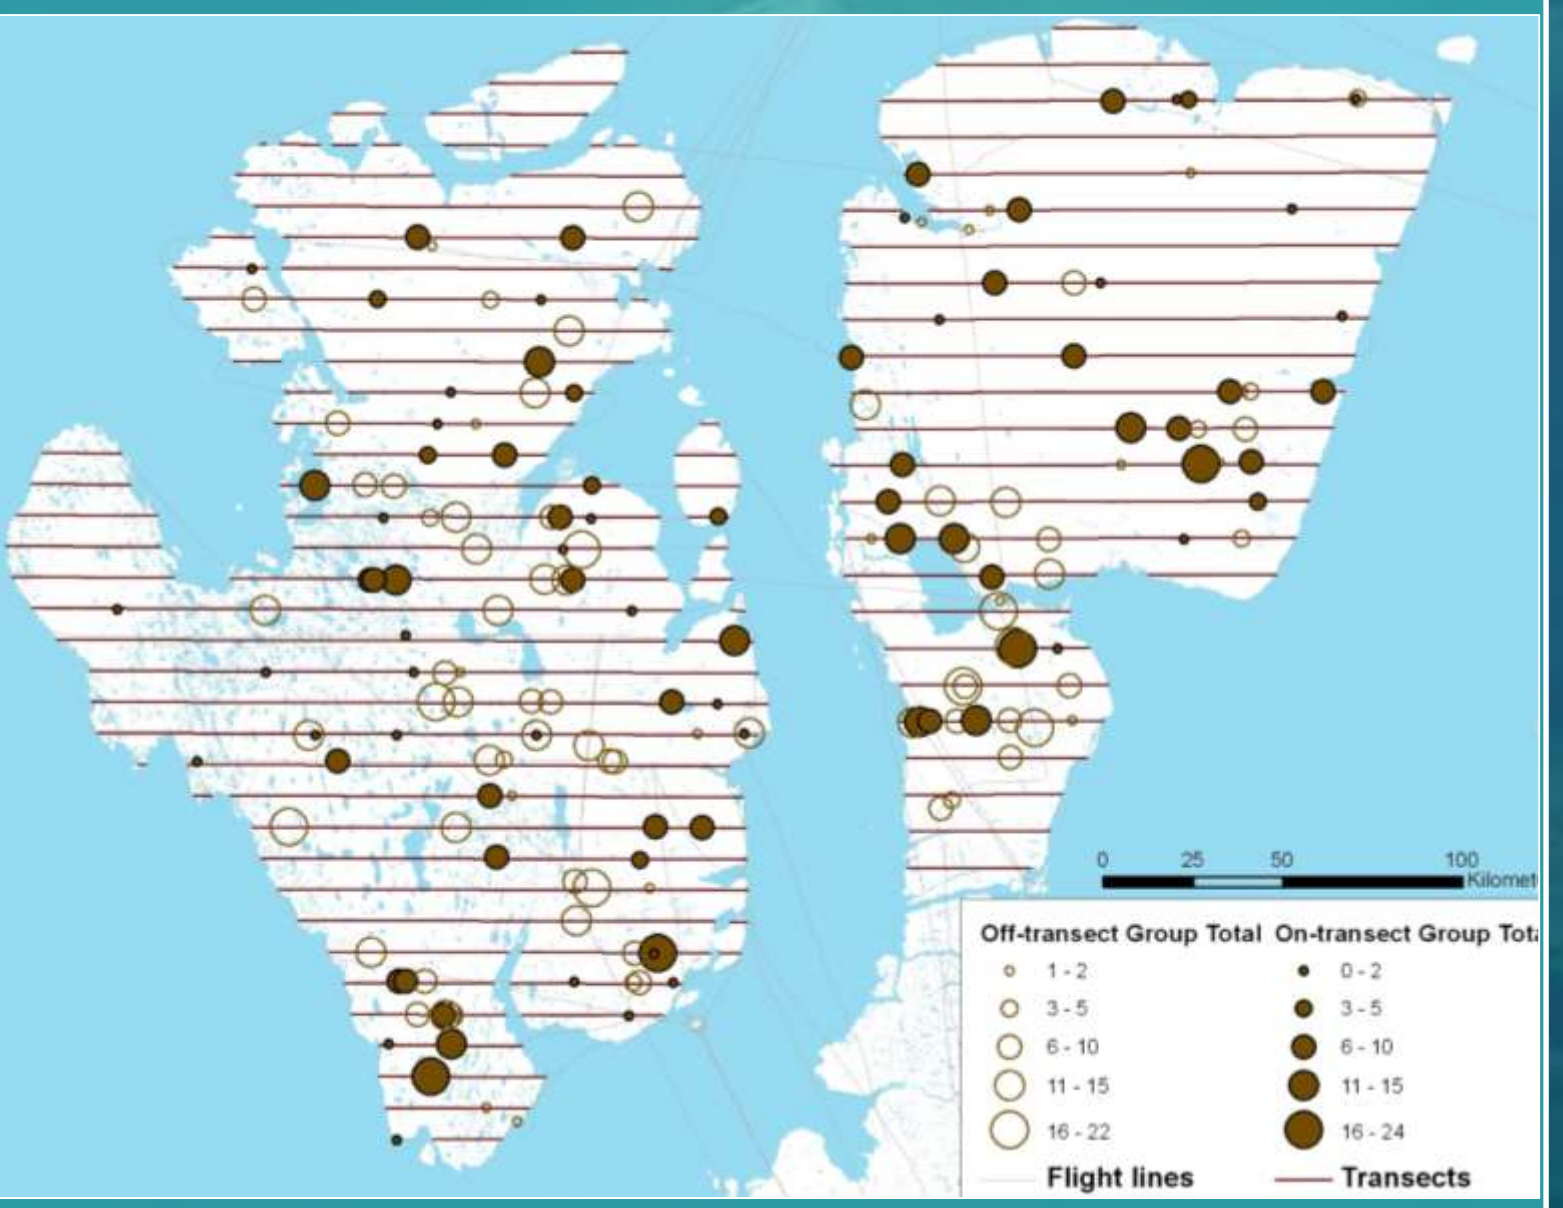 0 25 50 100
Kilomet
Off-transect Group Total On-transect Group Tota
1 - 2 0 - 2
3 - 5 3 - 5
6 - 10 6 - 10
11 - 15 11 - 15
16 - 22 16 - 24
Flight lines Transects